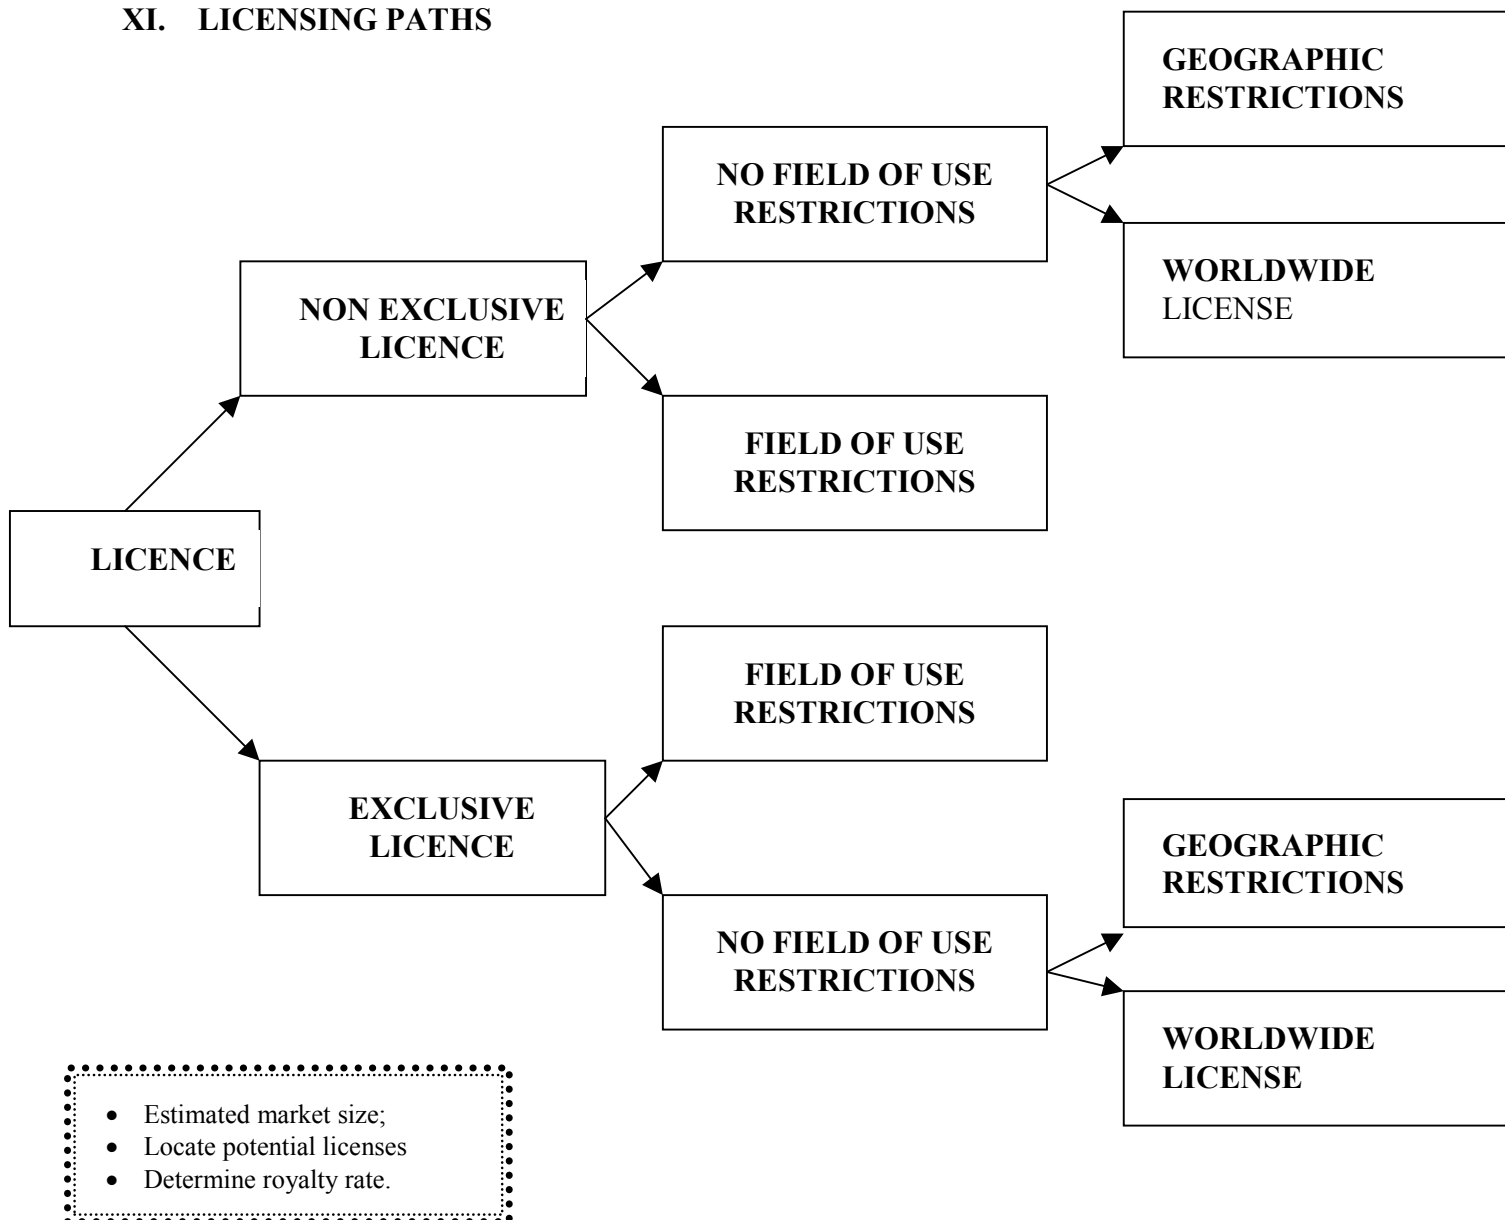 XI. LICENSING PATHS
GEOGRAPHIC
RESTRICTIONS
NO FIELD OF USE
RESTRICTIONS
WORLDWIDE
LICENSE
NON EXCLUSIVE
LICENCE
FIELD OF USE
RESTRICTIONS
LICENCE
FIELD OF USE
RESTRICTIONS
EXCLUSIVE
LICENCE
GEOGRAPHIC
RESTRICTIONS
NO FIELD OF USE
RESTRICTIONS
WORLDWIDE
LICENSE
• Estimated market size;
• Locate potential licenses
• Determine royalty rate.